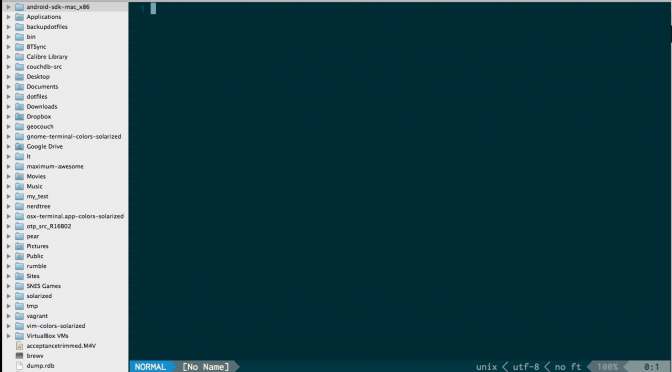 android-sdk-mac_x86
Applications
backupdotfiles
bin
BTSync
Calibre Library
couchdb-src
Desktop
Documents
dotfiles
Downloads
Dropbox
geocouch
gnome-terminal-colors-solarized
Google Drive
lt
maximum-awesome
Movies
Music
my_test
nerdtree
osx-terminal.app-colors-solarized
otp_src_R16B02
pear
Pictures
Public
rumble
Sites
SNES Games
solarized
tmp
vagrant
vim-colors-solarized
VirtualBox VMs
acceptancetrimmed.M4V
brewv
dump.rdb
1
NORMAL [No Name] unix utf-8 no ft 100% 0:1